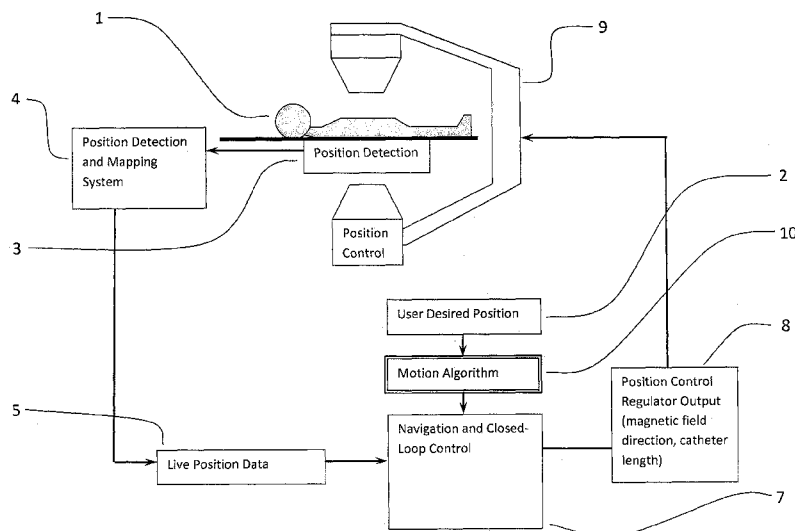 1
9
4
Position Detection
and Mapping
System
Position Detection
3
Position
Control
2
10
User Desired Position
8
Motion Algorithm
Position Control
Regulator Output
(magnetic field
direction, catheter
length)
5
Navigation and Closed-
Loop Control
Live Position Data
7